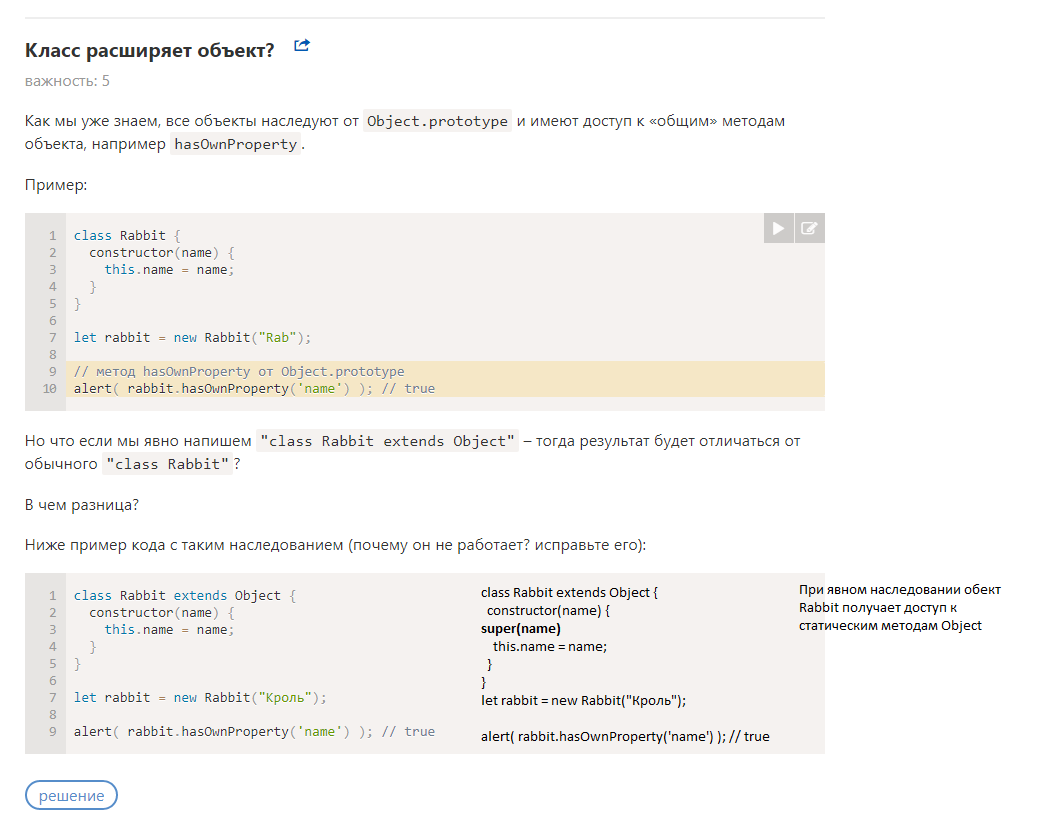 Класс расширяет объект?
важность: 5
Как мы уже знаем, все объекты наследуют от Object.prototype и имеют доступ к «общим» методам
объекта, например hasOwnProperty.
Пример:
1 class Rabbit {
2   constructor(name) {
3     this.name = name;
4   }
5 }
6
7 let rabbit = new Rabbit("Rab");
8
9 // метод hasOwnProperty от Object.prototype
10 alert( rabbit.hasOwnProperty('name') ); // true
Но что если мы явно напишем "class Rabbit extends Object" – тогда результат будет отличаться от
обычного "class Rabbit"?
В чем разница?
Ниже пример кода с таким наследованием (почему он не работает? исправьте его):
1 class Rabbit extends Object {
2   constructor(name) {
3     this.name = name;
4   }
5 }
6
7 let rabbit = new Rabbit("Кроль");
8
9 alert( rabbit.hasOwnProperty('name') ); // true
class Rabbit extends Object {
constructor(name) {
super(name)
this.name = name;
}
}
let rabbit = new Rabbit("Кроль");
alert( rabbit.hasOwnProperty('name') ); // true
При явном наследовании обект
Rabbit получает доступ к
статическим методам Object
решение